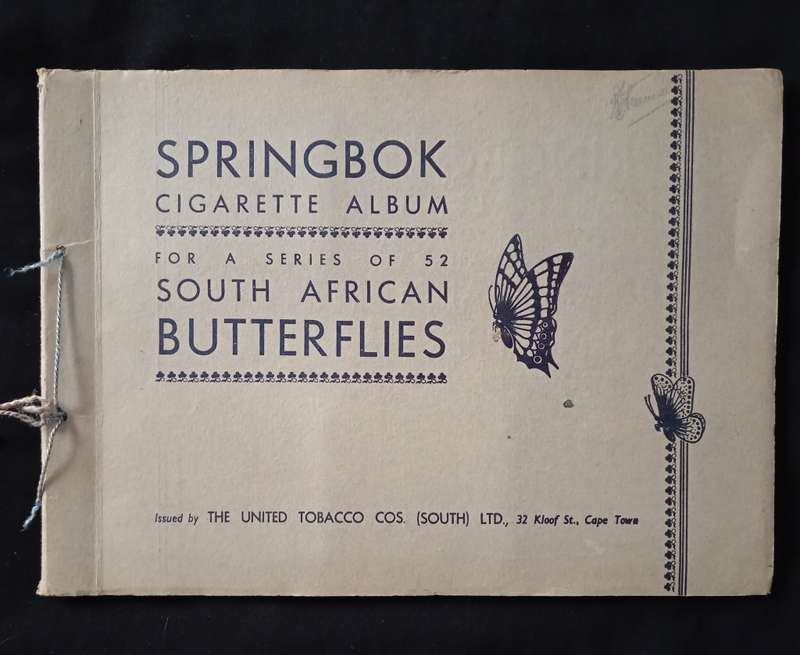 SPRINGBOK
CIGARETTE ALBUM
FOR A SERIES OF 52
SOUTH AFRICAN
BUTTERFLIES
Issued by THE UNITED TOBACCO COS. (SOUTH) LTD., 32 Kloof St., Cape Town